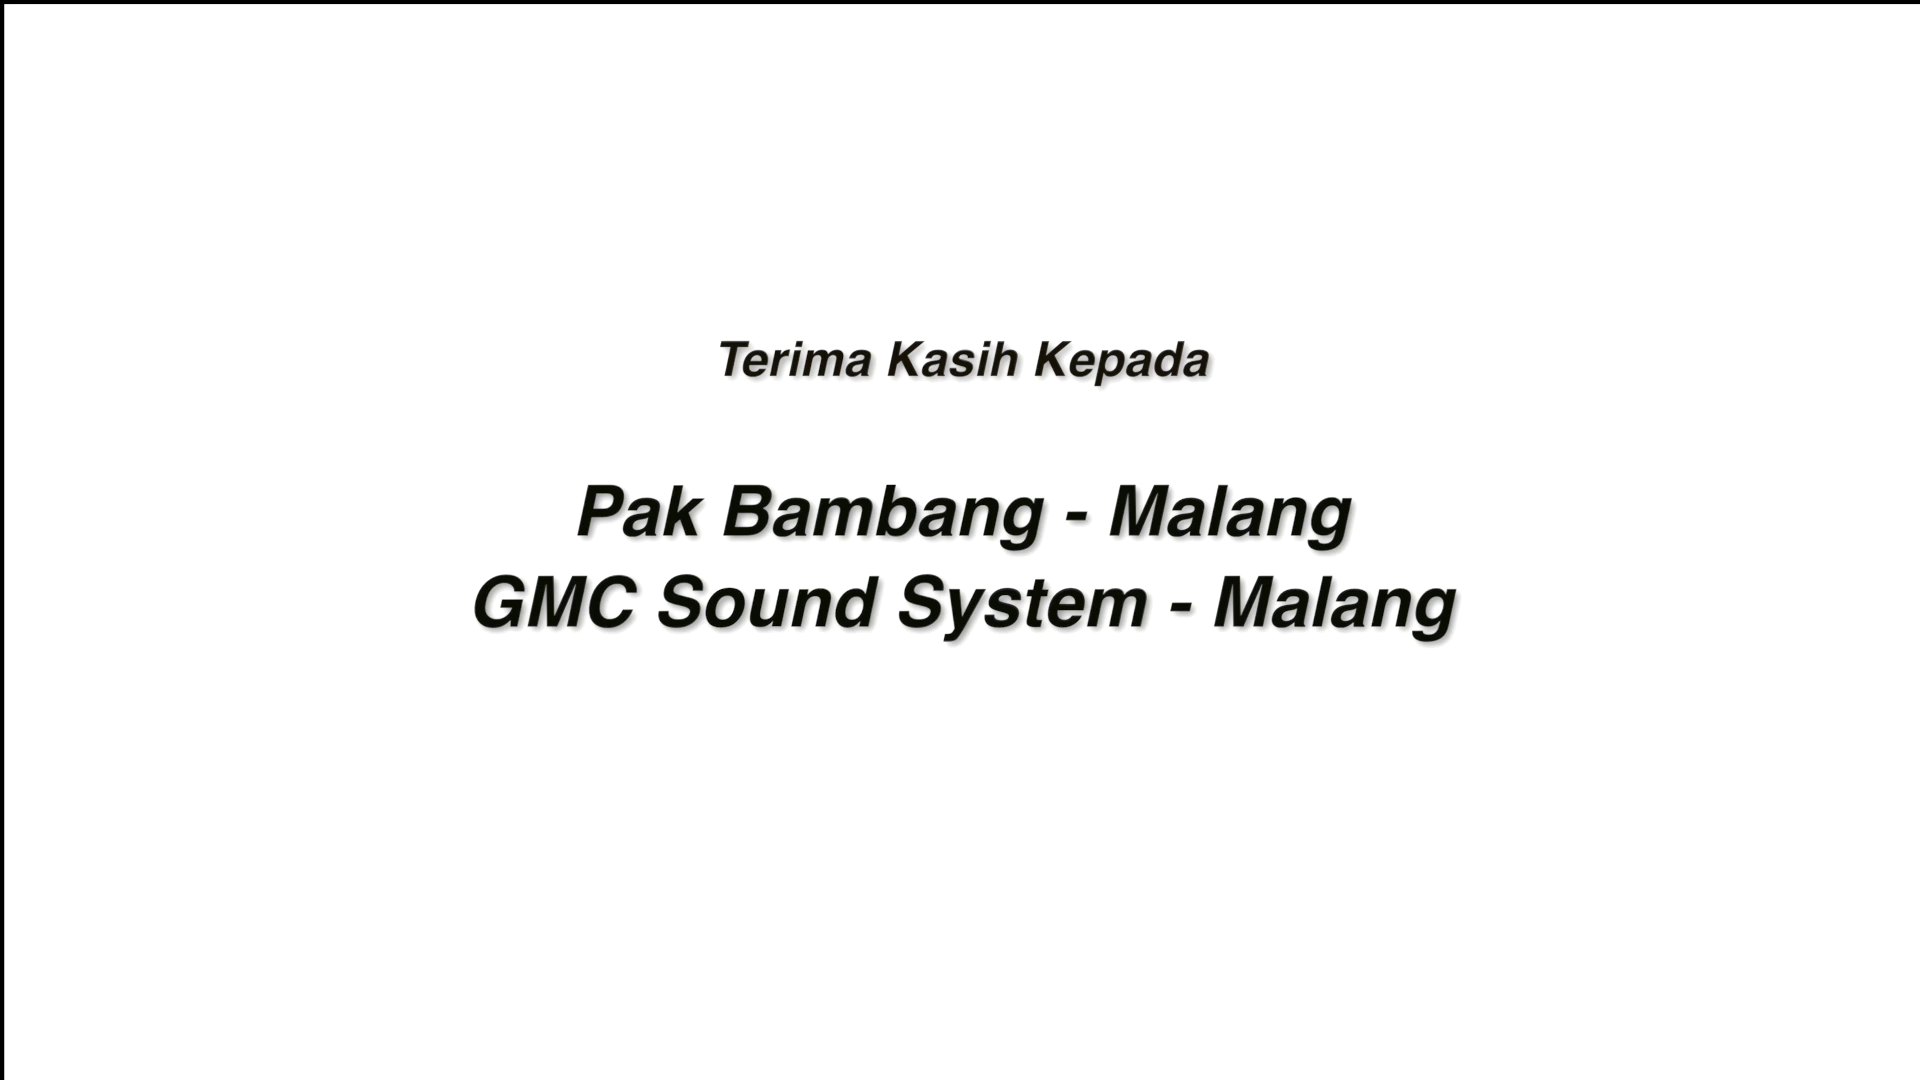 Terima Kasih Kepada
Pak Bambang - Malang
GMC Sound System - Malang